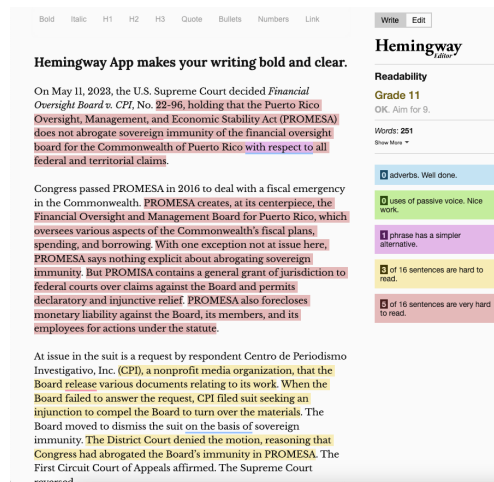 Bold Italic H1 H2 H3 Quote Bullets Numbers Link
Hemingway App makes your writing bold and clear.
On May 11, 2023, the U.S. Supreme Court decided Financial
Oversight Board v. CPI, No. 22-96, holding that the Puerto Rico
Oversight, Management, and Economic Stability Act (PROMESA)
does not abrogate sovereign immunity of the financial oversight
board for the Commonwealth of Puerto Rico with respect to all
federal and territorial claims.
Congress passed PROMESA in 2016 to deal with a fiscal emergency
in the Commonwealth. PROMESA creates, at its centerpiece, the
Financial Oversight and Management Board for Puerto Rico, which
oversees various aspects of the Commonwealth's fiscal plans,
spending, and borrowing. With one exception not at issue here,
PROMESA says nothing explicit about abrogating sovereign
immunity. But PROMISA contains a general grant of jurisdiction to
federal courts over claims against the Board and permits
declaratory and injunctive relief. PROMESA also forecloses
monetary liability against the Board, its members, and its
employees for actions under the statute.
At issue in the suit is a request by respondent Centro de Periodismo
Investigativo, Inc. (CPI), a nonprofit media organization, that the
Board release various documents relating to its work. When the
Board failed to answer the request, CPI filed suit seeking an
injunction to compel the Board to turn over the materials. The
Board moved to dismiss the suit on the basis of sovereign
immunity. The District Court denied the motion, reasoning that
Congress had abrogated the Board's immunity in PROMESA. The
First Circuit Court of Appeals affirmed. The Supreme Court
reversed
Write Edit
Hemingway
Editor
Readability
Grade 11
OK. Aim for 9.
Words: 251
Show More ▼
0 adverbs. Well done.
0 uses of passive voice. Nice
work.
1 phrase has a simpler
alternative.
3 of 16 sentences are hard to
read.
5 of 16 sentences are very hard
to read.